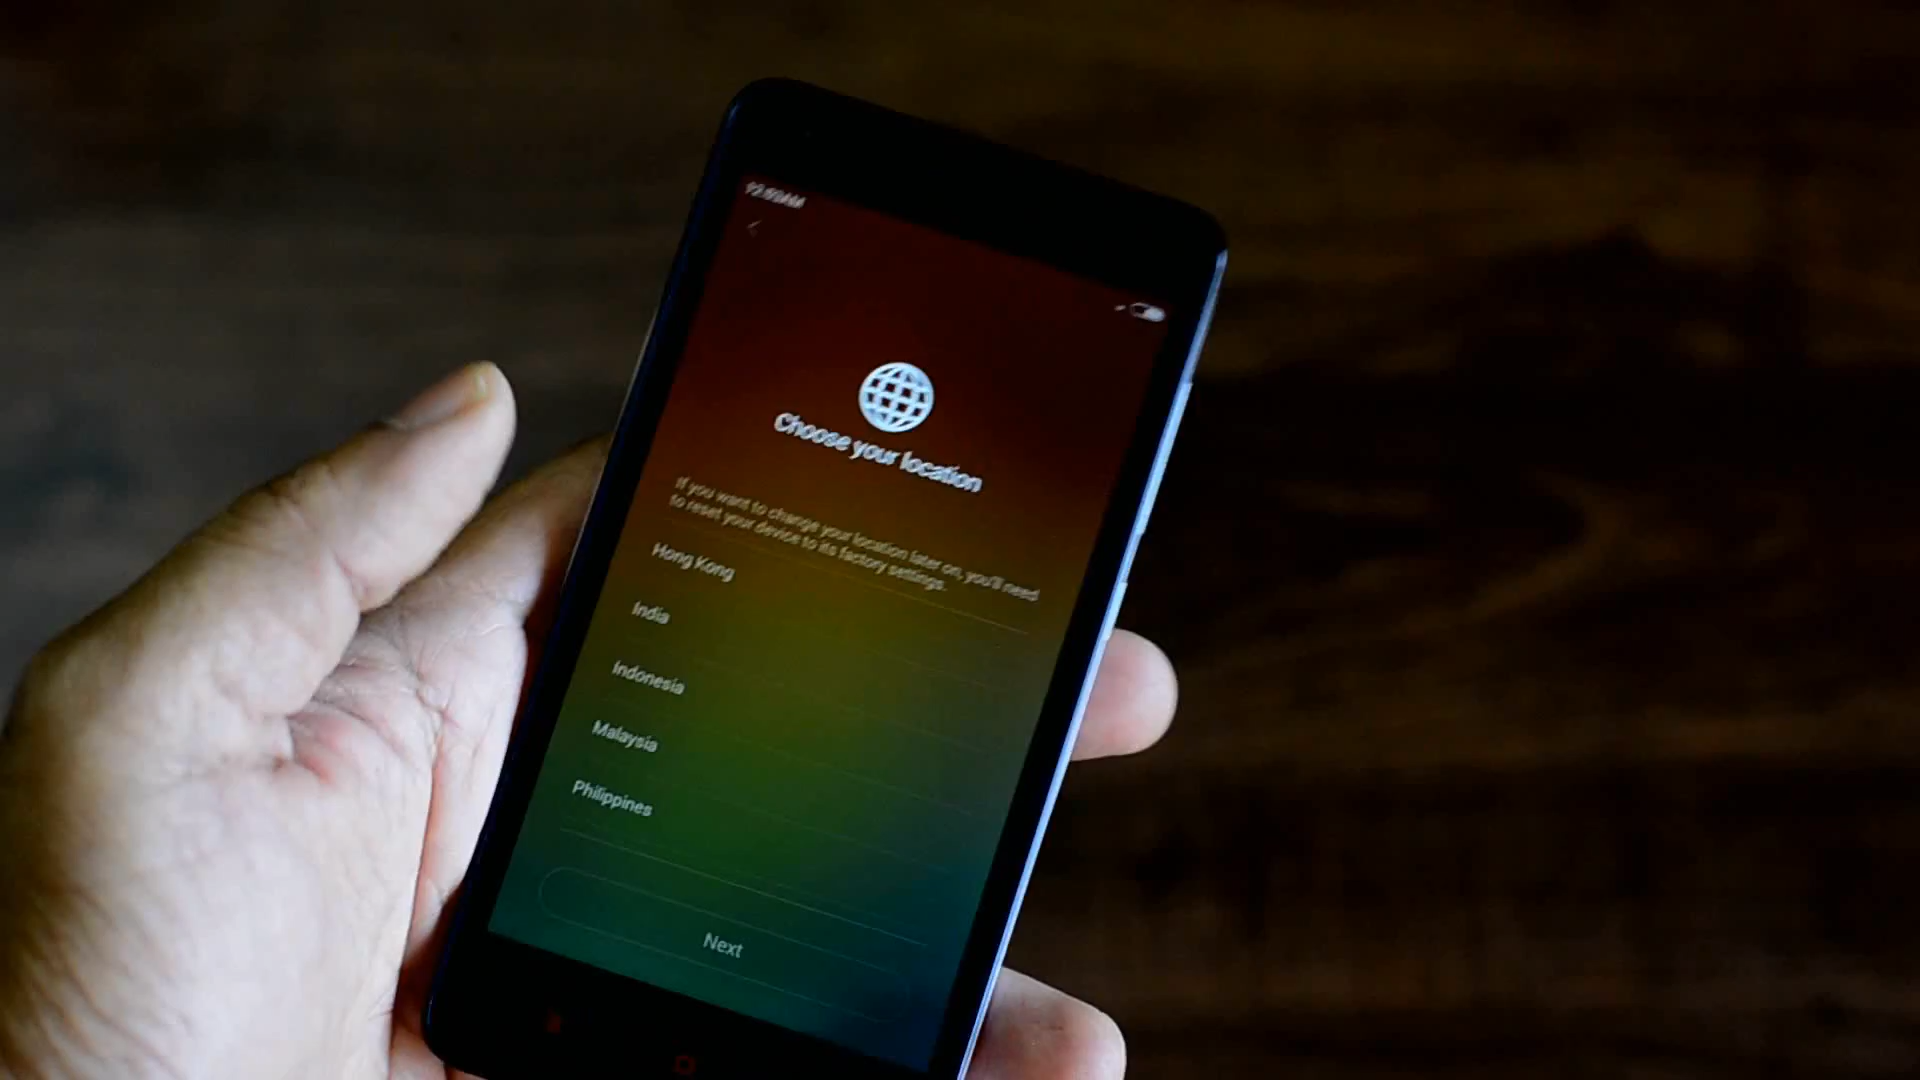 Choose your location
If you want to change your location later on, you'll need
to reset your device to its factory settings.
Hong Kong
India
Indonesia
Malaysia
Philippines
Next